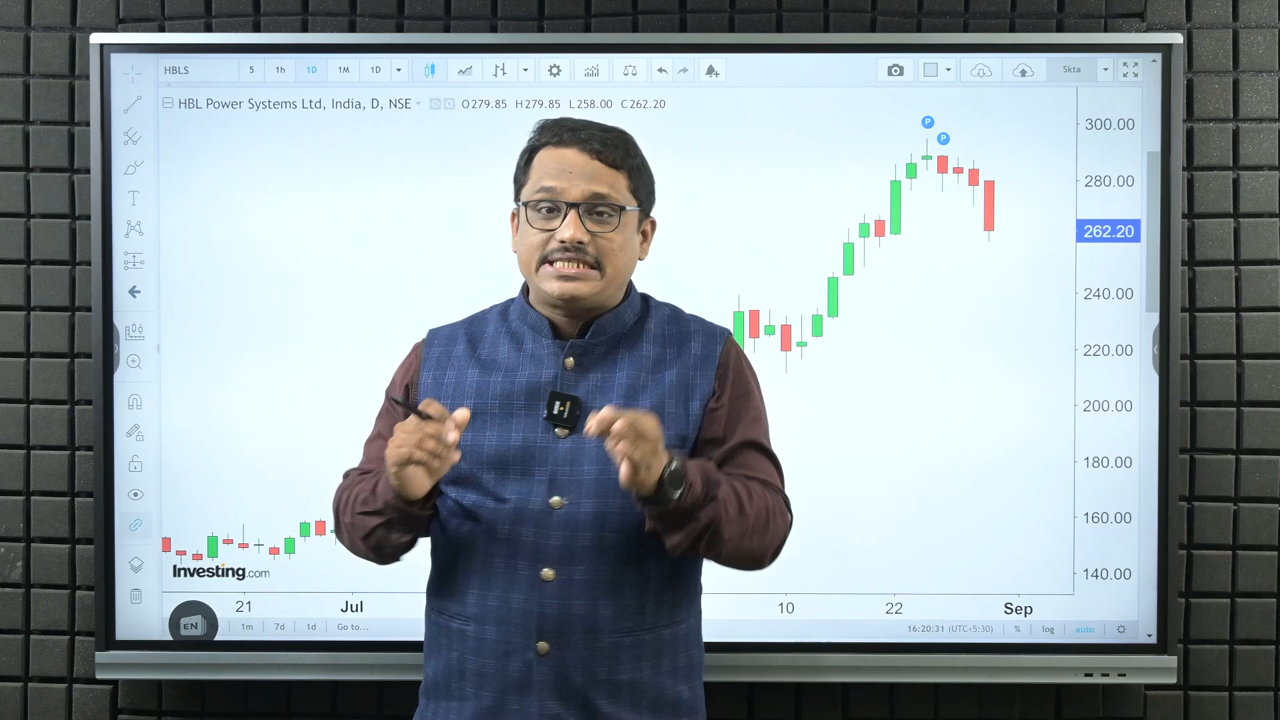 HBLS 5 1h 1D 1M 1D Skta
HBL Power Systems Ltd, India, D, NSE O279.85 H279.85 L258.00 C262.20
P
P
300.00
280.00
262.20
240.00
220.00
200.00
180.00
160.00
140.00
Investing.com
21 Jul 10 22 Sep
EN 1m 7d 1d Go to... 16:20:31 (UTC+5:30) % log auto